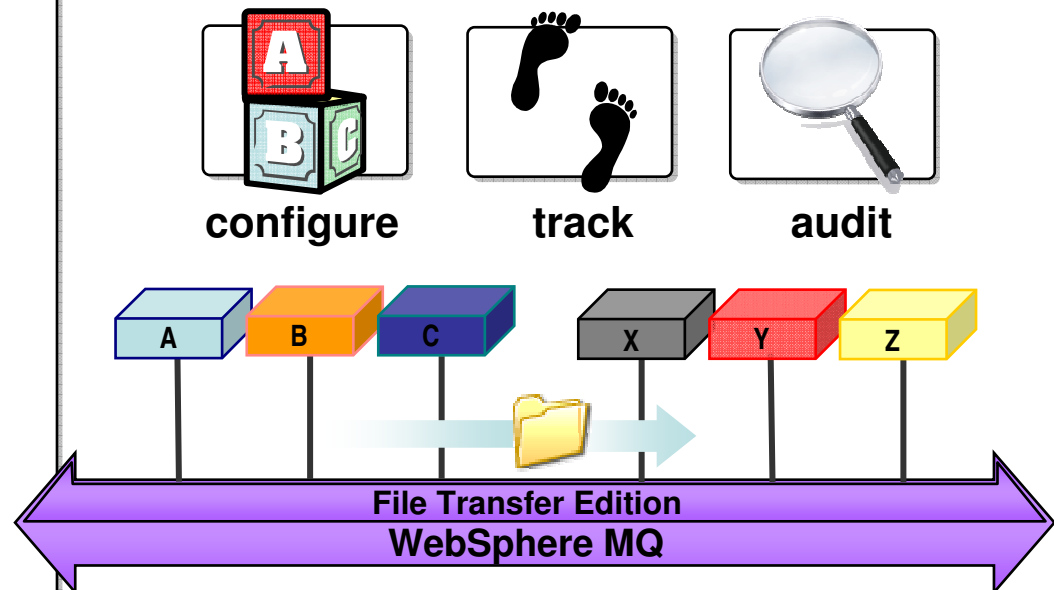 A
B C
configure track audit
A B C X Y Z
File Transfer Edition
WebSphere MQ